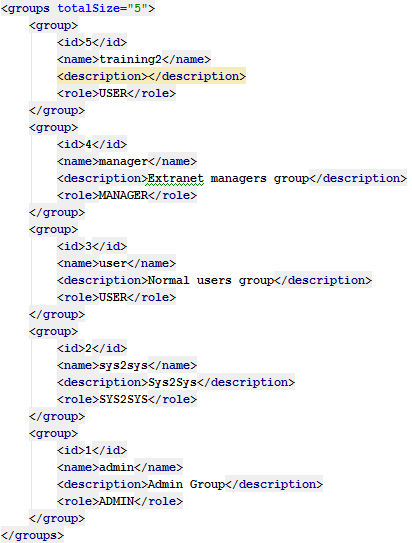 <groups totalSize="5">
<group>
<id>5</id>
<name>training2</name>
<description></description>
<role>USER</role>
</group>
<group>
<id>4</id>
<name>manager</name>
<description>Extranet managers group</description>
<role>MANAGER</role>
</group>
<group>
<id>3</id>
<name>user</name>
<description>Normal users group</description>
<role>USER</role>
</group>
<group>
<id>2</id>
<name>sys2sys</name>
<description>Sys2Sys</description>
<role>SYS2SYS</role>
</group>
<group>
<id>1</id>
<name>admin</name>
<description>Admin Group</description>
<role>ADMIN</role>
</group>
</groups>